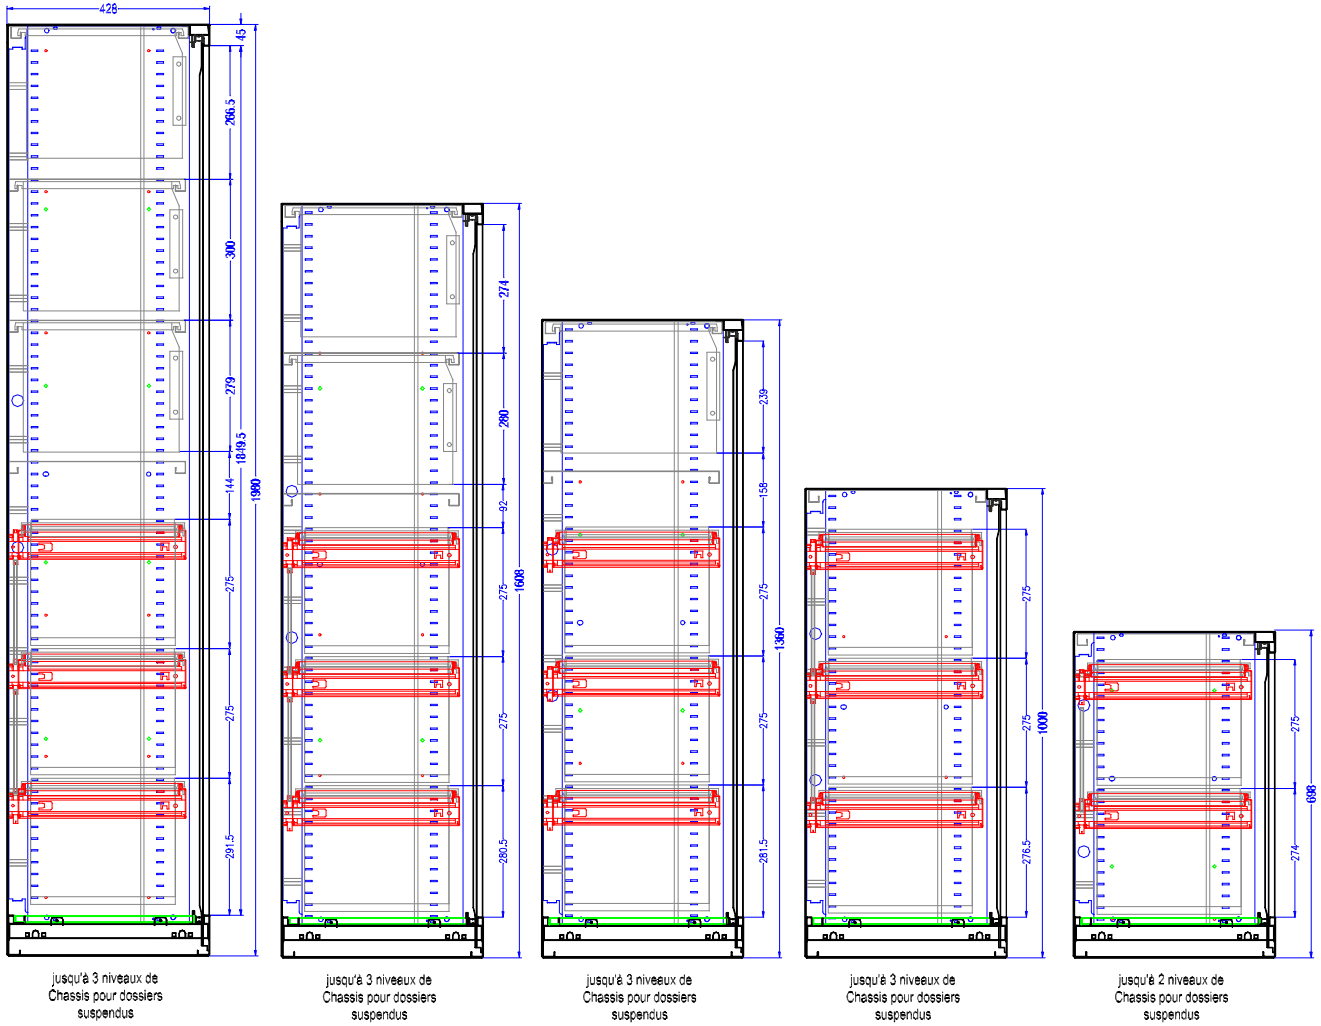 428
45
266.5
300
279
1849.5
1980
144
275
275
291.5
274
280
92
275
1608
275
280.5
239
158
275
1360
275
281.5
275
275
1000
276.5
275
698
274
jusqu'à 3 niveaux de
Chassis pour dossiers
suspendus
jusqu'à 3 niveaux de
Chassis pour dossiers
suspendus
jusqu'à 3 niveaux de
Chassis pour dossiers
suspendus
jusqu'à 3 niveaux de
Chassis pour dossiers
suspendus
jusqu'à 2 niveaux de
Chassis pour dossiers
suspendus